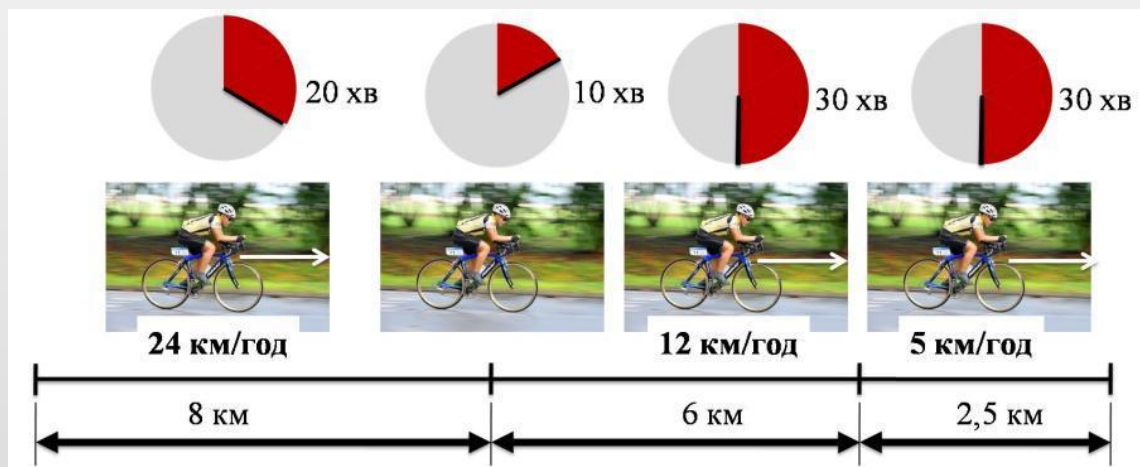 20 хв
10 хв
30 хв
30 хв
24 км/год
12 км/год
5 км/год
8 км
6 км
2,5 км